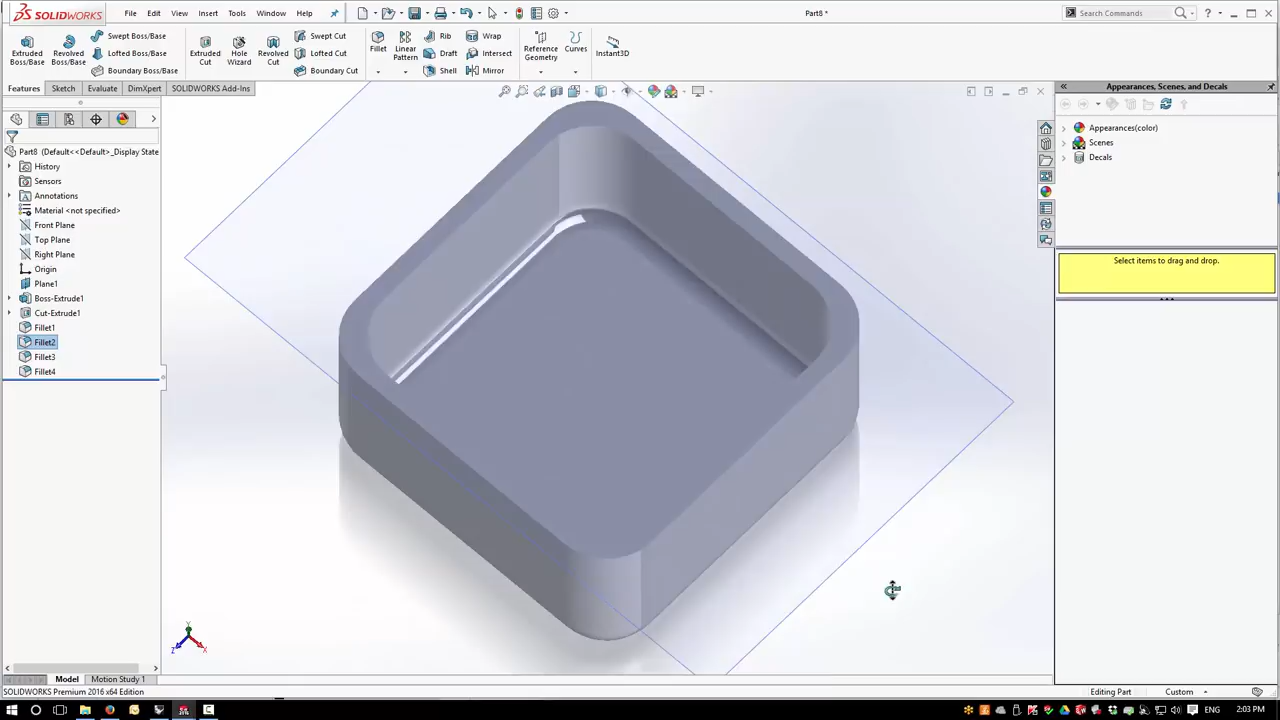 SOLIDWORKS File Edit View Insert Tools Window Help Part8 * Search Commands
Extruded Boss/Base Revolved Boss/Base Swept Boss/Base Lofted Boss/Base Boundary Boss/Base Extruded Cut Hole Wizard Revolved Cut Swept Cut Lofted Cut Boundary Cut Fillet Linear Pattern Rib Draft Shell Wrap Intersect Mirror Reference Geometry Curves Instant3D
Features Sketch Evaluate DimXpert SOLIDWORKS Add-Ins
Part8 (Default<<Default>_Display State
History
Sensors
Annotations
Material <not specified>
Front Plane
Top Plane
Right Plane
Origin
Plane1
Boss-Extrude1
Cut-Extrude1
Fillet1
Fillet2
Fillet3
Fillet4
Appearances, Scenes, and Decals
Appearances(color)
Scenes
Decals
Select items to drag and drop.
Y
Z X
Model Motion Study 1
SOLIDWORKS Premium 2016 x64 Edition Editing Part Custom
ENG 2:03 PM